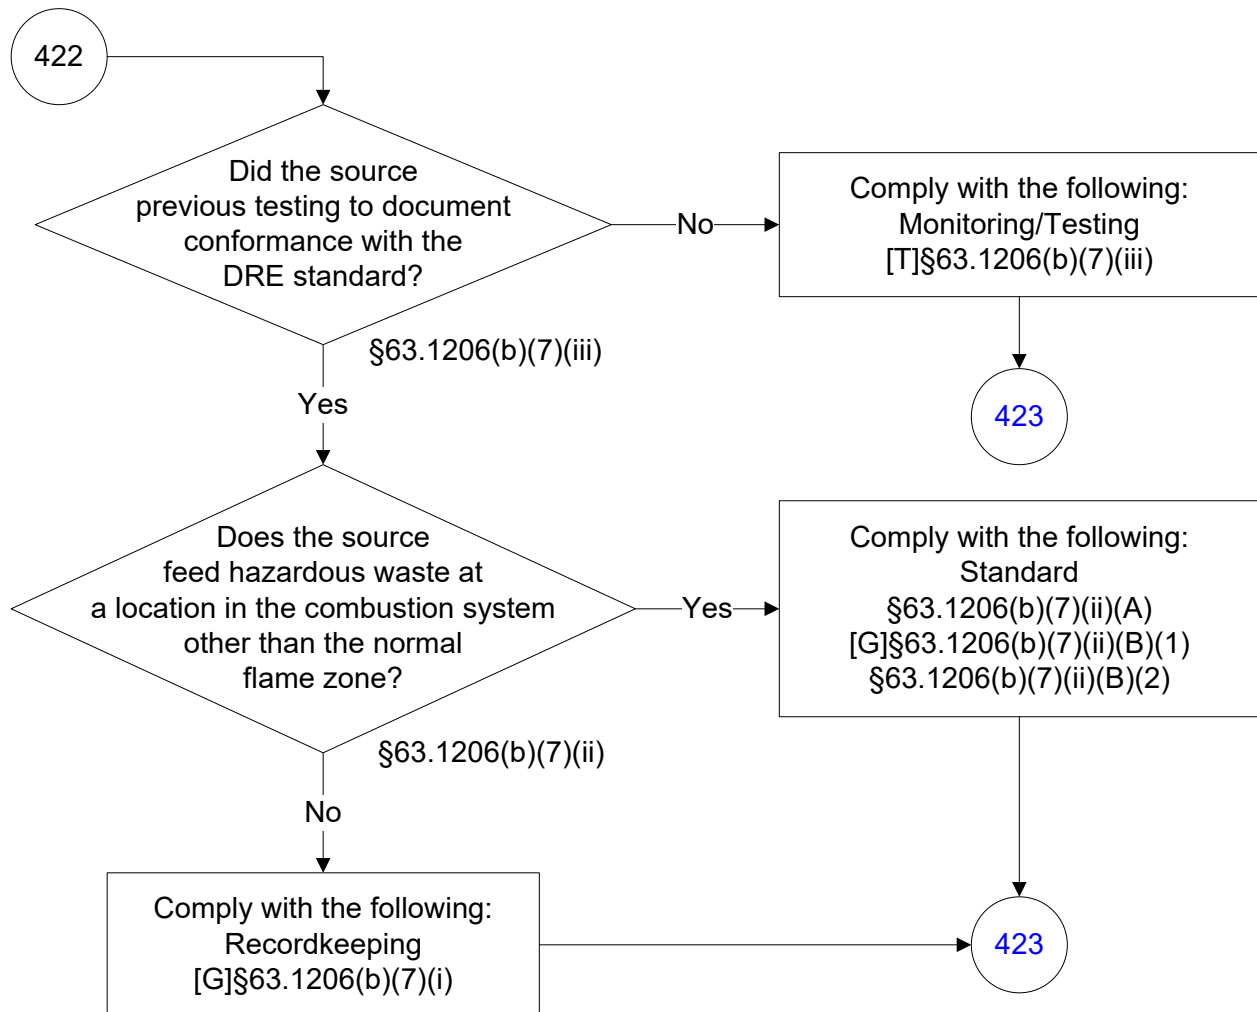 422
Did the source
previous testing to document
conformance with the
DRE standard?
§63.1206(b)(7)(iii)
No
Comply with the following:
Monitoring/Testing
[T]§63.1206(b)(7)(iii)
423
Yes
Does the source
feed hazardous waste at
a location in the combustion system
other than the normal
flame zone?
§63.1206(b)(7)(ii)
Yes
Comply with the following:
Standard
§63.1206(b)(7)(ii)(A)
[G]§63.1206(b)(7)(ii)(B)(1)
§63.1206(b)(7)(ii)(B)(2)
No
Comply with the following:
Recordkeeping
[G]§63.1206(b)(7)(i)
423